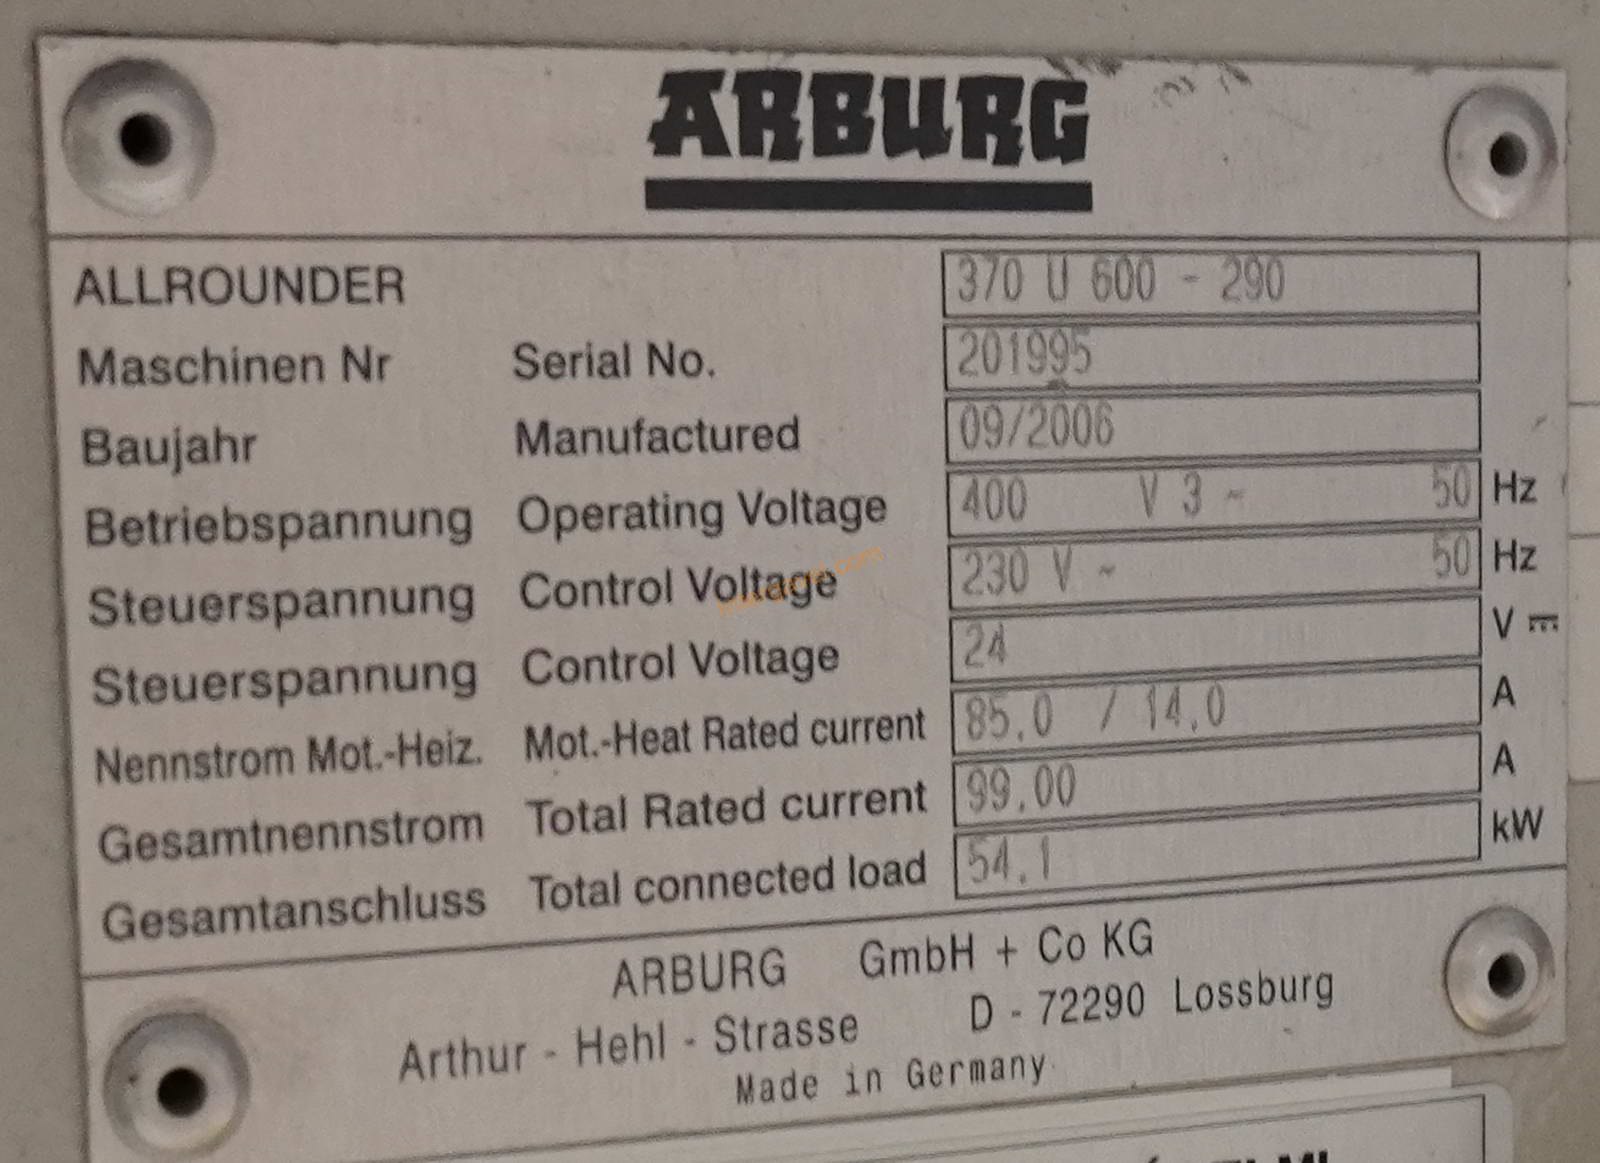 ARBURG
ALLROUNDER 370 U 600 - 290
Maschinen Nr Serial No. 201995
Baujahr Manufactured 09/2006
Betriebspannung Operating Voltage 400 V 3 ~ 50 Hz
Steuerspannung Control Voltage 230 V ~ 50 Hz
Steuerspannung Control Voltage 24 V ⎓
Nennstrom Mot.-Heiz. Mot.-Heat Rated current 85.0 / 14.0 A
Gesamtnennstrom Total Rated current 99.00 A
Gesamtanschluss Total connected load 54.1 kW
ARBURG GmbH + Co KG
Arthur - Hehl - Strasse D - 72290 Lossburg
Made in Germany